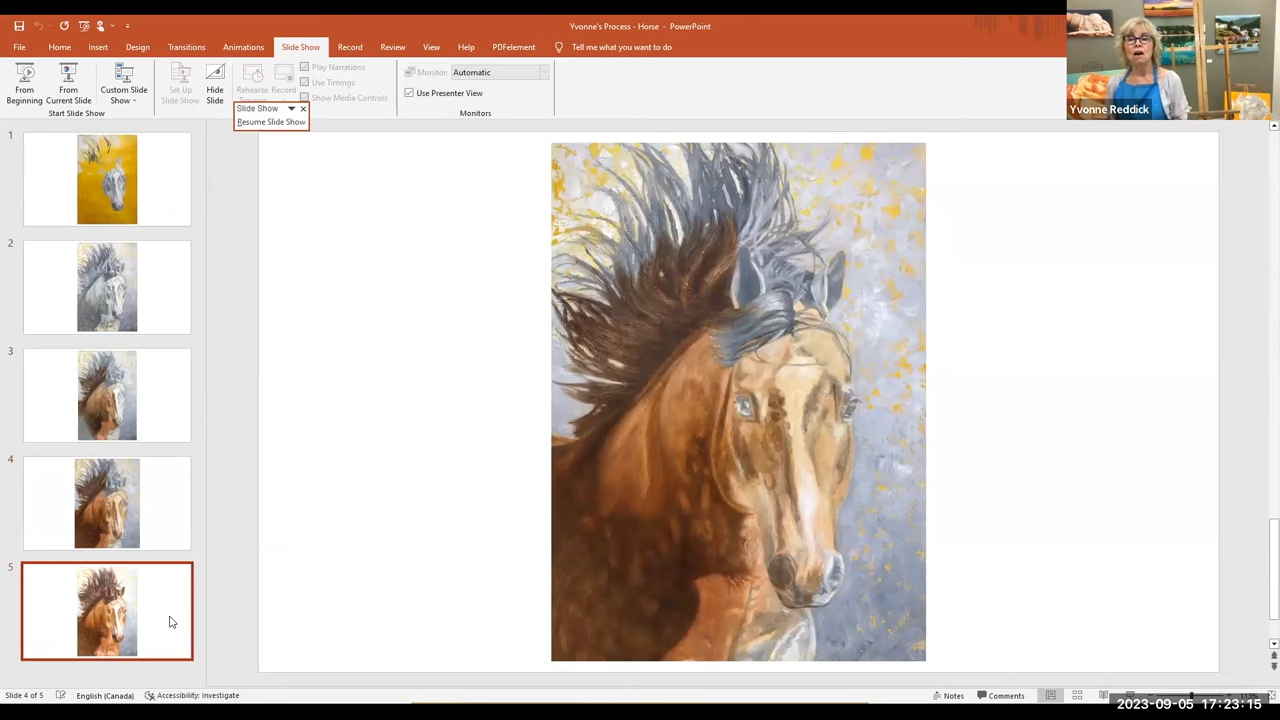 Yvonne's Process - Horse - PowerPoint
File Home Insert Design Transitions Animations Slide Show Record Review View Help PDFelement Tell me what you want to do
From Beginning
From Current Slide
Custom Slide Show
Start Slide Show
Set Up Slide Show
Hide Slide
Rehearse
Record
Play Narrations
Use Timings
Show Media Controls
Monitor: Automatic
Use Presenter View
Monitors
Slide Show
Resume Slide Show
Yvonne Reddick
1
2
3
4
5
Slide 4 of 5 English (Canada) Accessibility: Investigate Notes Comments
2023-09-05 17:23:15